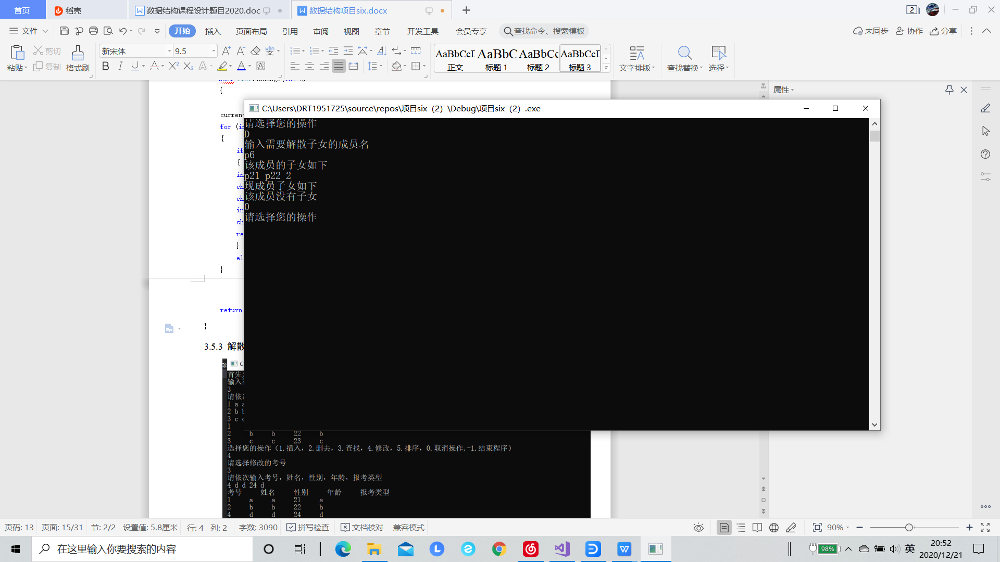 首页
稻壳
数据结构课程设计题目2020.doc
数据结构项目six.docx
2
文件
开始
插入
页面布局
引用
审阅
视图
章节
开发工具
会员专享
查找命令、搜索模板
未同步
协作
分享
粘贴
剪切
复制
格式刷
新宋体
9.5
AaBbCcD
正文
AaBbC
标题 1
AaBbCc
标题 2
AaBbCcD
标题 3
文字排版
查找替换
选择
属性
{
current
for (in
{
if
{
in
ch
ch
in
ch
re
}
el
}
return
}
3.5.3 解散
C:\Users\DRT1951725\source\repos\项目six（2）\Debug\项目six（2）.exe
请选择您的操作
D
输入需要解散子女的成员名
p6
该成员的子女如下
p21 p22 2
现成员子女如下
该成员没有子女
0
请选择您的操作
首先
输入
3
请依
1 a a
2 b b
3 c c
1
2 b b 22 b
3 c c 23 c
选择您的操作（1.插入，2.删去，3.查找，4.修改，5.排序，0.取消操作,-1.结束程序）
4
请选择修改的考号
3
请依次输入考号，姓名，性别，年龄，报考类型
4 d d 24 d
考号 姓名 性别 年龄 报考类型
1 a a 21 a
2 b b 22 b
4 d d 24 d
页码: 13 页面: 15/31 节: 2/2 设置值: 5.8厘米 行: 4 列: 2 字数: 3090 拼写检查 文档校对 兼容模式
90%
在这里输入你要搜索的内容
98%
英
20:52
2020/12/21